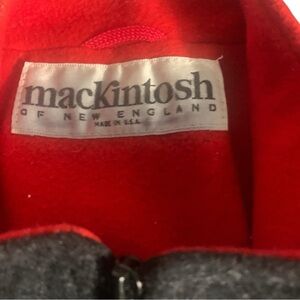 mackintosh
OF NEW ENGLAND
MADE IN U.S.A.